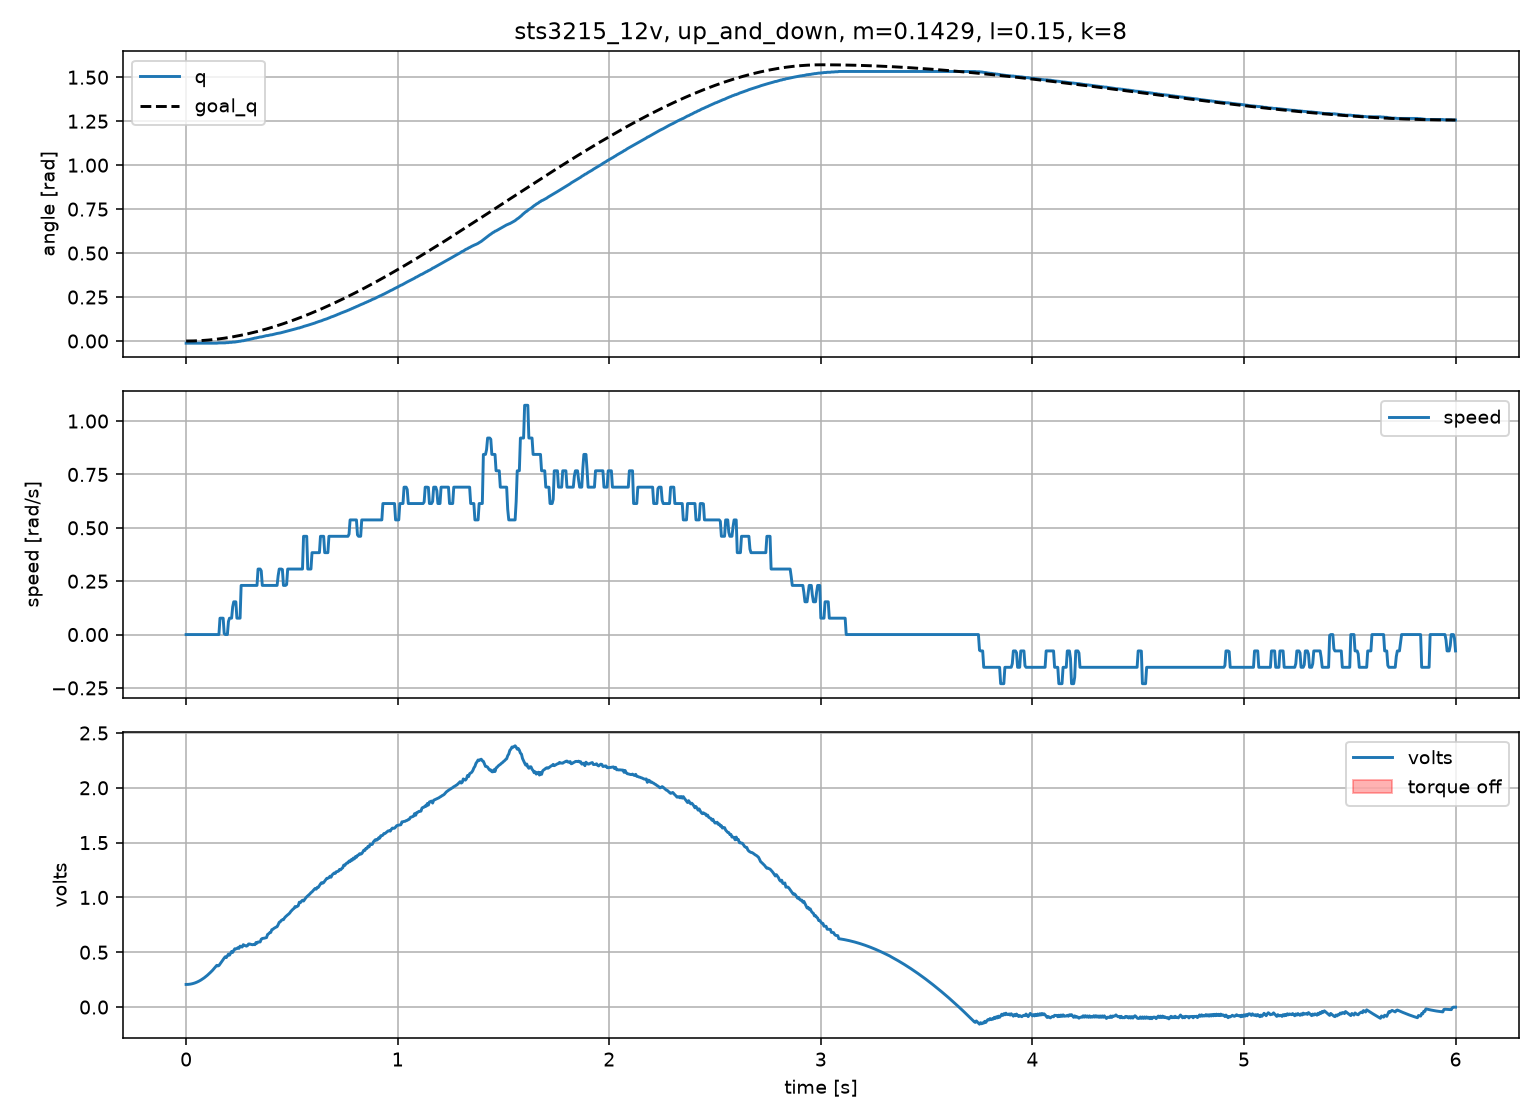 sts3215_12v, up_and_down, m=0.1429, l=0.15, k=8
q
goal_q
angle [rad]
1.50
1.25
1.00
0.75
0.50
0.25
0.00
speed
speed [rad/s]
1.00
0.75
0.50
0.25
0.00
−0.25
volts
torque off
volts
2.5
2.0
1.5
1.0
0.5
0.0
0 1 2 3 4 5 6
time [s]